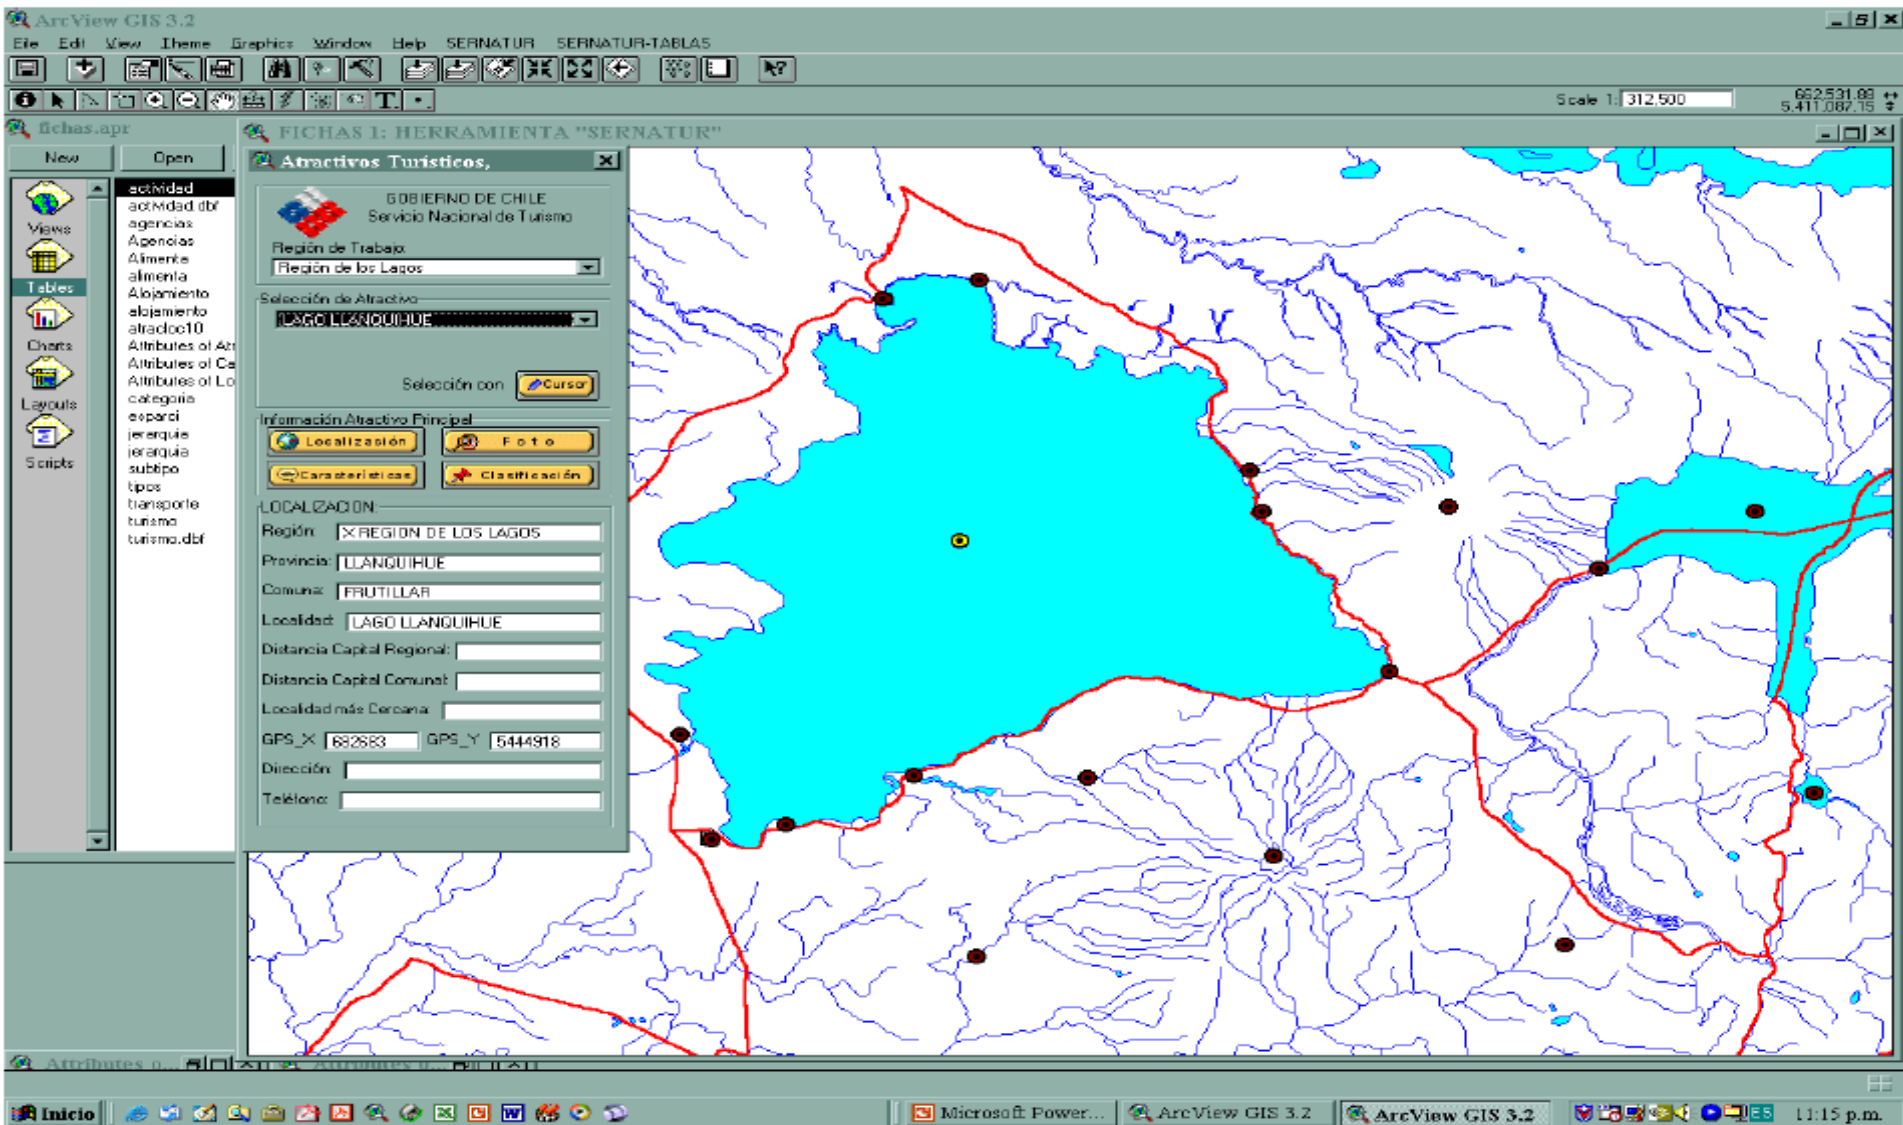 ArcView GIS 3.2
File Edit View Theme Graphics Window Help SERNATUR SERNATUR-TABLAS
Scale 1: 312,500
662,531.88
5,411,087.15
fichas.apr
New Open
Views
Tables
Charts
Layouts
Scripts
actividad
actividad.dbf
agencias
Agencias
Alimenta
alimenta
Alojamiento
alojamiento
atracloc10
Attributes of Atr
Attributes of Ca
Attributes of Lo
categoria
esparci
jerarquia
jerarquia
subtipo
tipos
transporte
turismo
turismo.dbf
FICHAS 1: HERRAMIENTA "SERNATUR"
Atractivos Turísticos,
GOBIERNO DE CHILE
Servicio Nacional de Turismo
Región de Trabajo:
Región de los Lagos
Selección de Atractivo
LAGO LLANQUIHUE
Selección con Cursor
Información Atractivo Principal
Localización Foto
Características Clasificación
LOCALIZACION:
Región: X REGION DE LOS LAGOS
Provincia: LLANQUIHUE
Comuna: FRUTILLAR
Localidad: LAGO LLANQUIHUE
Distancia Capital Regional:
Distancia Capital Comunal:
Localidad más Cercana:
GPS_X 682683 GPS_Y 5444918
Dirección:
Teléfono:
Attributes o... Attributes o...
Inicio Microsoft Power... ArcView GIS 3.2 ArcView GIS 3.2 ES 11:15 p.m.